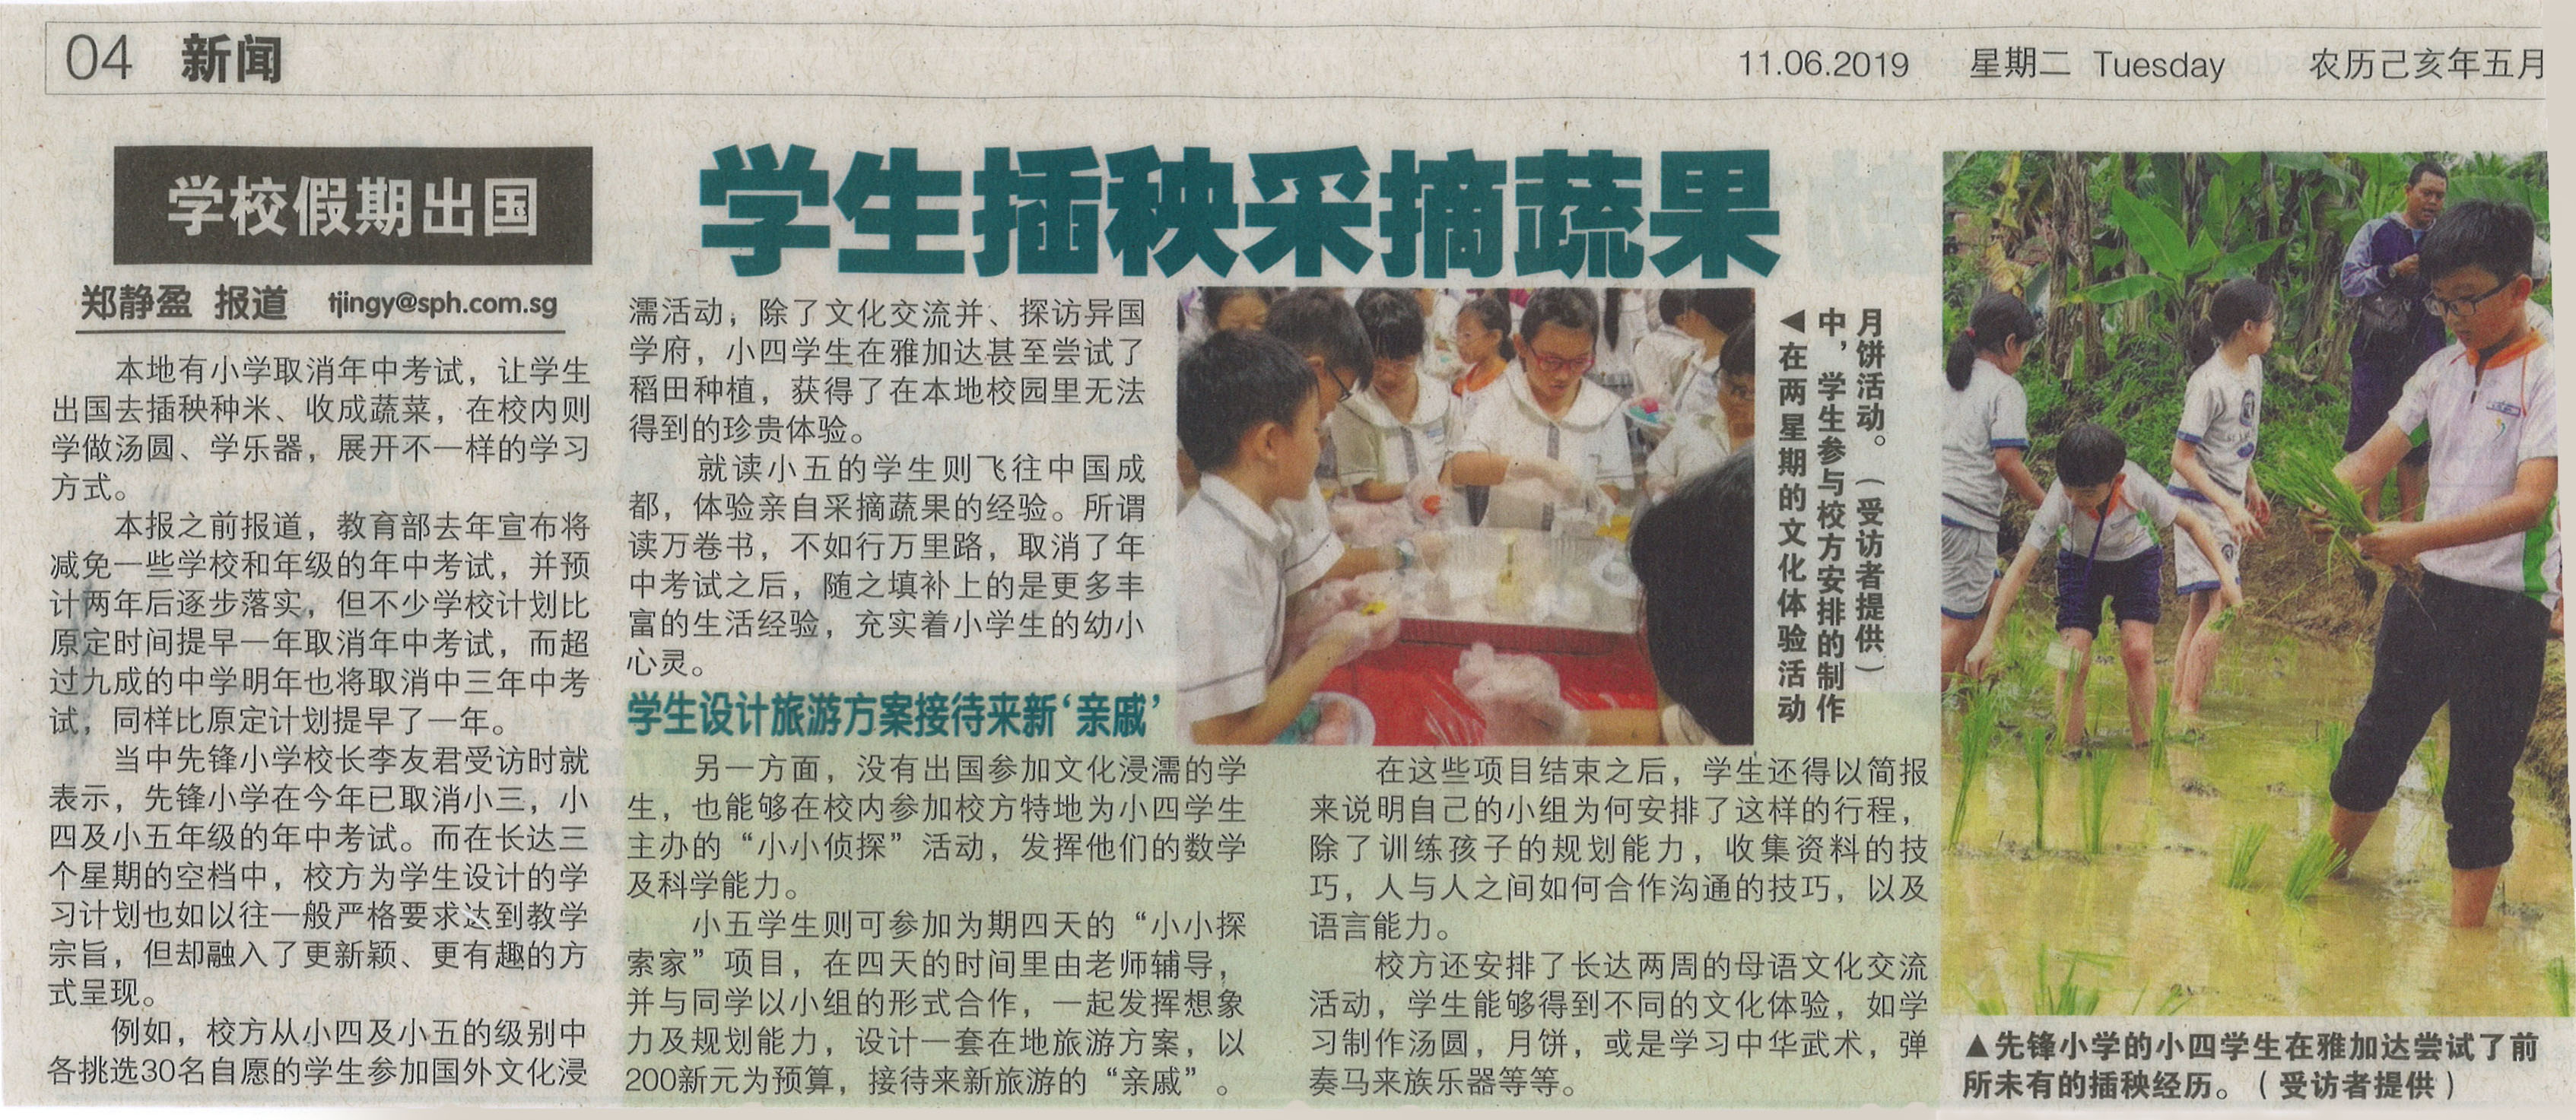 04 新闻
11.06.2019 星期二 Tuesday 农历己亥年五月
学校假期出国
学生插秧采摘蔬果
郑静盈 报道 tjingy@sph.com.sg
本地有小学取消年中考试，让学生
出国去插秧种米、收成蔬菜，在校内则
学做汤圆、学乐器，展开不一样的学习
方式。
本报之前报道，教育部去年宣布将
减免一些学校和年级的年中考试，并预
计两年后逐步落实，但不少学校计划比
原定时间提早一年取消年中考试，而超
过九成的中学明年也将取消中三年中考
试，同样比原定计划提早了一年。
当中先锋小学校长李友君受访时就
表示，先锋小学在今年已取消小三，小
四及小五年级的年中考试。而在长达三
个星期的空档中，校方为学生设计的学
习计划也如以往一般严格要求达到教学
宗旨，但却融入了更新颖、更有趣的方
式呈现。
例如，校方从小四及小五的级别中
各挑选30名自愿的学生参加国外文化浸
濡活动，除了文化交流并、探访异国
学府，小四学生在雅加达甚至尝试了
稻田种植，获得了在本地校园里无法
得到的珍贵体验。
就读小五的学生则飞往中国成
都，体验亲自采摘蔬果的经验。所谓
读万卷书，不如行万里路，取消了年
中考试之后，随之填补上的是更多丰
富的生活经验，充实着小学生的幼小
心灵。
◀在两星期的文化体验活动
中，学生参与校方安排的制作
月饼活动。（受访者提供）
学生设计旅游方案接待来新‘亲戚’
另一方面，没有出国参加文化浸濡的学
生，也能够在校内参加校方特地为小四学生
主办的“小小侦探”活动，发挥他们的数学
及科学能力。
小五学生则可参加为期四天的“小小探
索家”项目，在四天的时间里由老师辅导，
并与同学以小组的形式合作，一起发挥想象
力及规划能力，设计一套在地旅游方案，以
200新元为预算，接待来新旅游的“亲戚”。
在这些项目结束之后，学生还得以简报
来说明自己的小组为何安排了这样的行程，
除了训练孩子的规划能力，收集资料的技
巧，人与人之间如何合作沟通的技巧，以及
语言能力。
校方还安排了长达两周的母语文化交流
活动，学生能够得到不同的文化体验，如学
习制作汤圆，月饼，或是学习中华武术，弹
奏马来族乐器等等。
▲先锋小学的小四学生在雅加达尝试了前
所未有的插秧经历。（受访者提供）